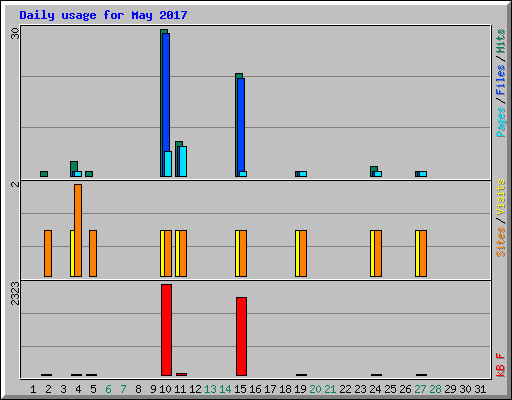 Daily usage for May 2017
30
Pages/Files/Hits
2
Sites/Visits
2323
kB F
1 2 3 4 5 6 7 8 9 10 11 12 13 14 15 16 17 18 19 20 21 22 23 24 25 26 27 28 29 30 31